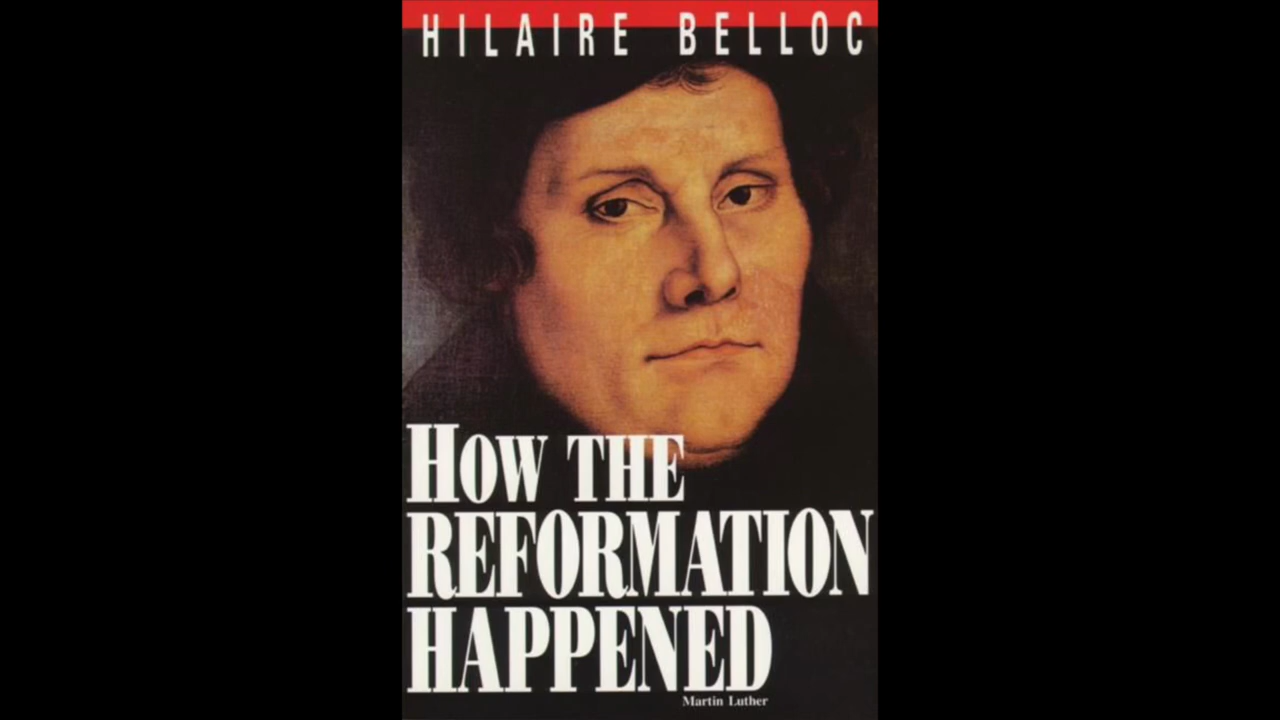 HILAIRE BELLOC
HOW THE
REFORMATION
HAPPENED
Martin Luther